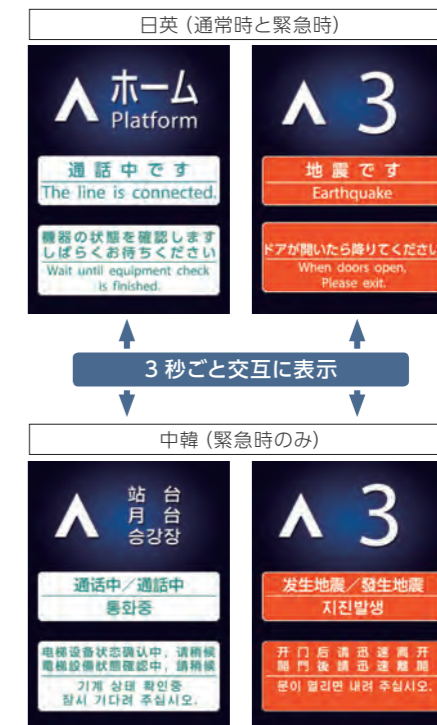 日英（通常時と緊急時）
ホーム
Platform
通話中です
The line is connected.
機器の状態を確認します
しばらくお待ちください
Wait until equipment check
is finished.
3
地震です
Earthquake
ドアが開いたら降りてください
When doors open,
Please exit.
3 秒ごと交互に表示
中韓（緊急時のみ）
站台
月台
승강장
通话中／通話中
통화중
电梯设备状态确认中，请稍候
電梯設備狀態確認中，請稍候
기계 상태 확인중
잠시 기다려 주십시오.
3
发生地震／發生地震
지진발생
开门后请迅速离开
開門後請迅速離開
문이 열리면 내려 주십시오.